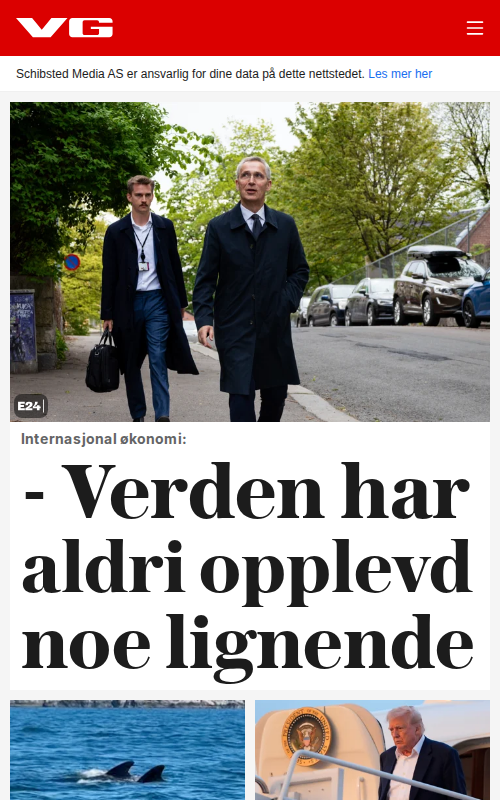 VG
Schibsted Media AS er ansvarlig for dine data på dette nettstedet. Les mer her
E24
Internasjonal økonomi:
- Verden har
aldri opplevd
noe lignende